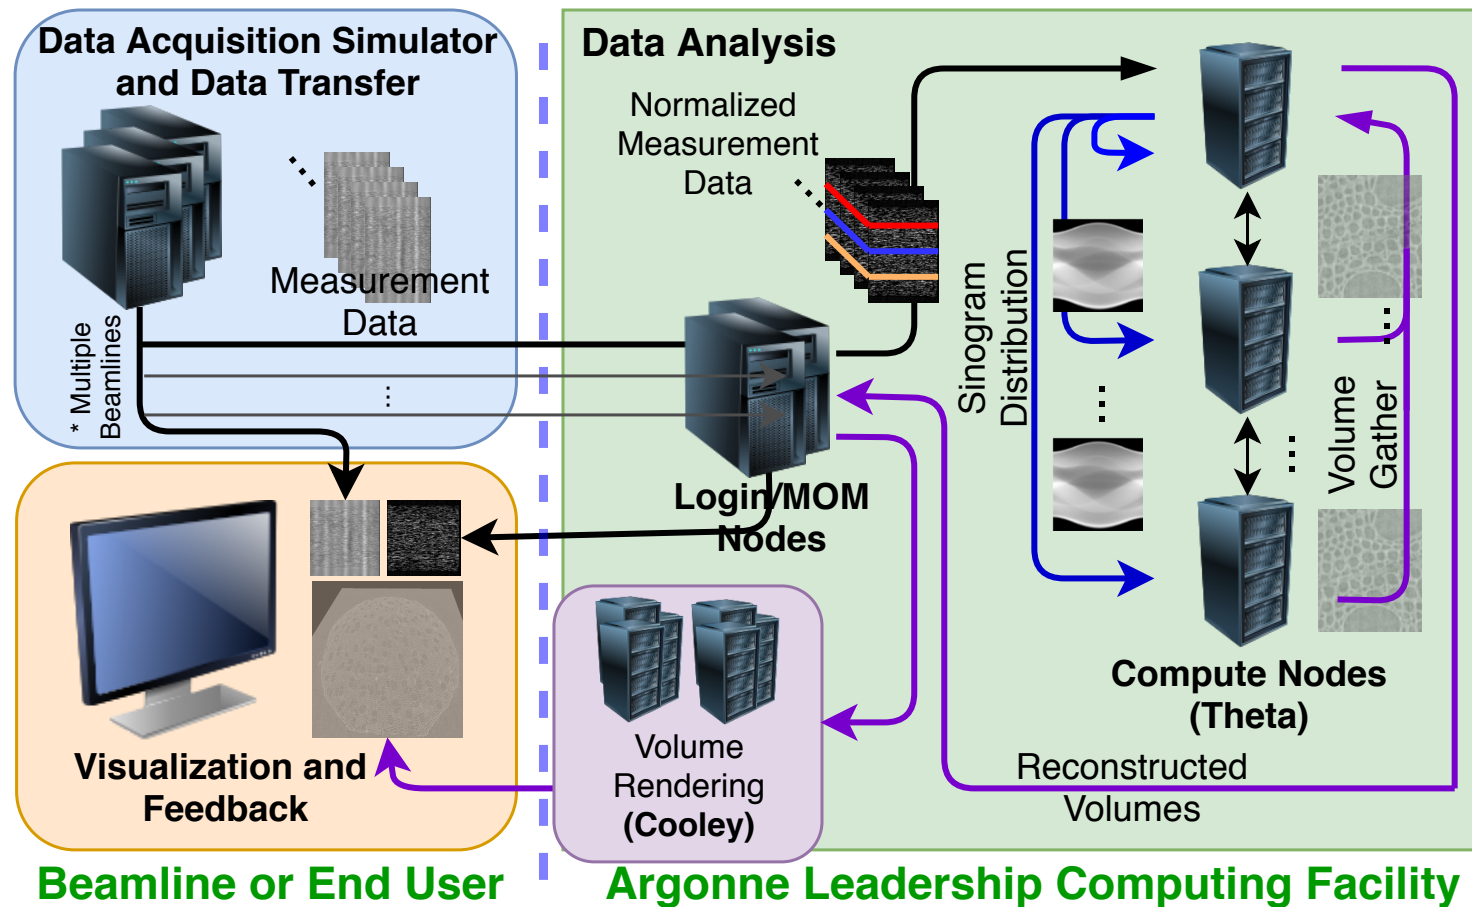 Data Acquisition Simulator
and Data Transfer
Measurement
Data
* Multiple
Beamlines
Data Analysis
Normalized
Measurement
Data
Sinogram
Distribution
Volume
Gather
Login/MOM
Nodes
Compute Nodes
(Theta)
Reconstructed
Volumes
Volume
Rendering
(Cooley)
Visualization and
Feedback
Beamline or End User
Argonne Leadership Computing Facility